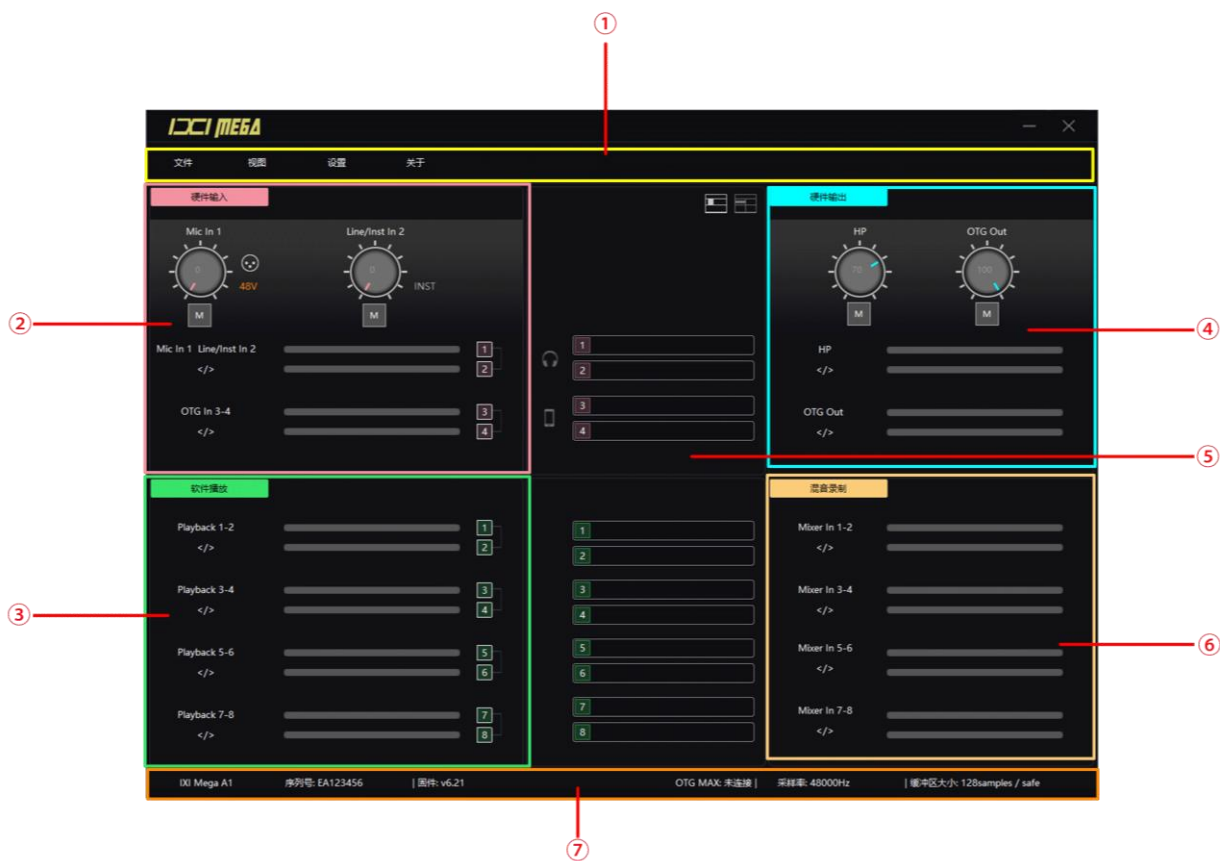 ①
IXI MEGA
文件 视图 设置 关于
硬件输入
Mic In 1 Line/Inst In 2
0 48V 0 INST
M M
Mic In 1 Line/Inst In 2 1
</> 2
OTG In 3-4 3
</> 4
②
1
2
3
4
硬件输出
HP OTG Out
70 100
M M
HP
</>
OTG Out
</>
④
⑤
软件播放
Playback 1-2 1
</> 2
Playback 3-4 3
</> 4
Playback 5-6 5
</> 6
Playback 7-8 7
</> 8
③
1
2
3
4
5
6
7
8
混音录制
Mixer In 1-2
</>
Mixer In 3-4
</>
Mixer In 5-6
</>
Mixer In 7-8
</>
⑥
IXI Mega A1 序列号: EA123456 | 固件: v6.21 OTG MAX: 未连接 | 采样率: 48000Hz | 缓冲区大小: 128samples / safe
⑦